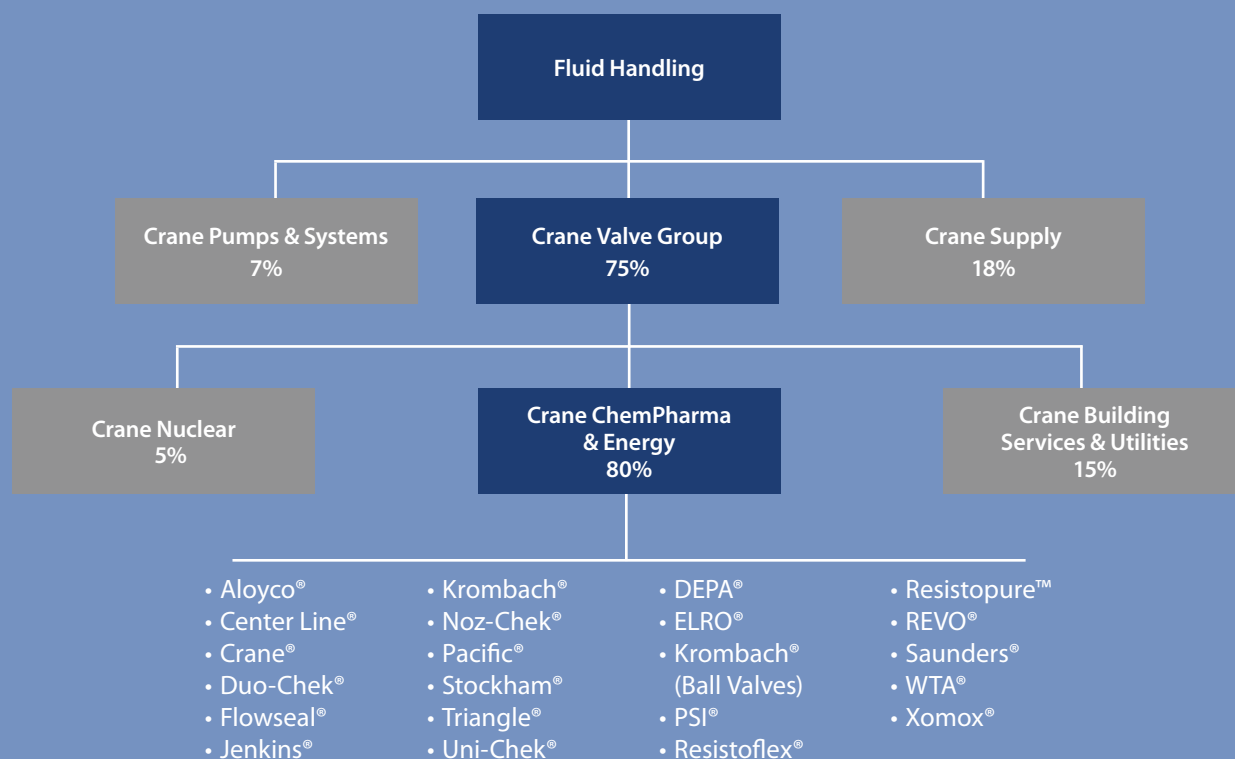 Fluid Handling
Crane Pumps & Systems
7%
Crane Valve Group
75%
Crane Supply
18%
Crane Nuclear
5%
Crane ChemPharma
& Energy
80%
Crane Building
Services & Utilities
15%
• Aloyco®
• Center Line®
• Crane®
• Duo-Chek®
• Flowseal®
• Jenkins®
• Krombach®
• Noz-Chek®
• Pacific®
• Stockham®
• Triangle®
• Uni-Chek®
• DEPA®
• ELRO®
• Krombach®
(Ball Valves)
• PSI®
• Resistoflex®
• Resistopure™
• REVO®
• Saunders®
• WTA®
• Xomox®